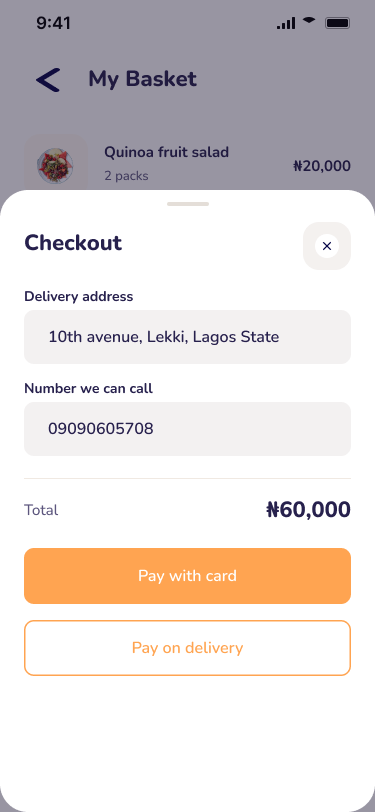 9:41
My Basket
Quinoa fruit salad
2 packs
₦20,000
Checkout
Delivery address
10th avenue, Lekki, Lagos State
Number we can call
09090605708
Total
₦60,000
Pay with card
Pay on delivery